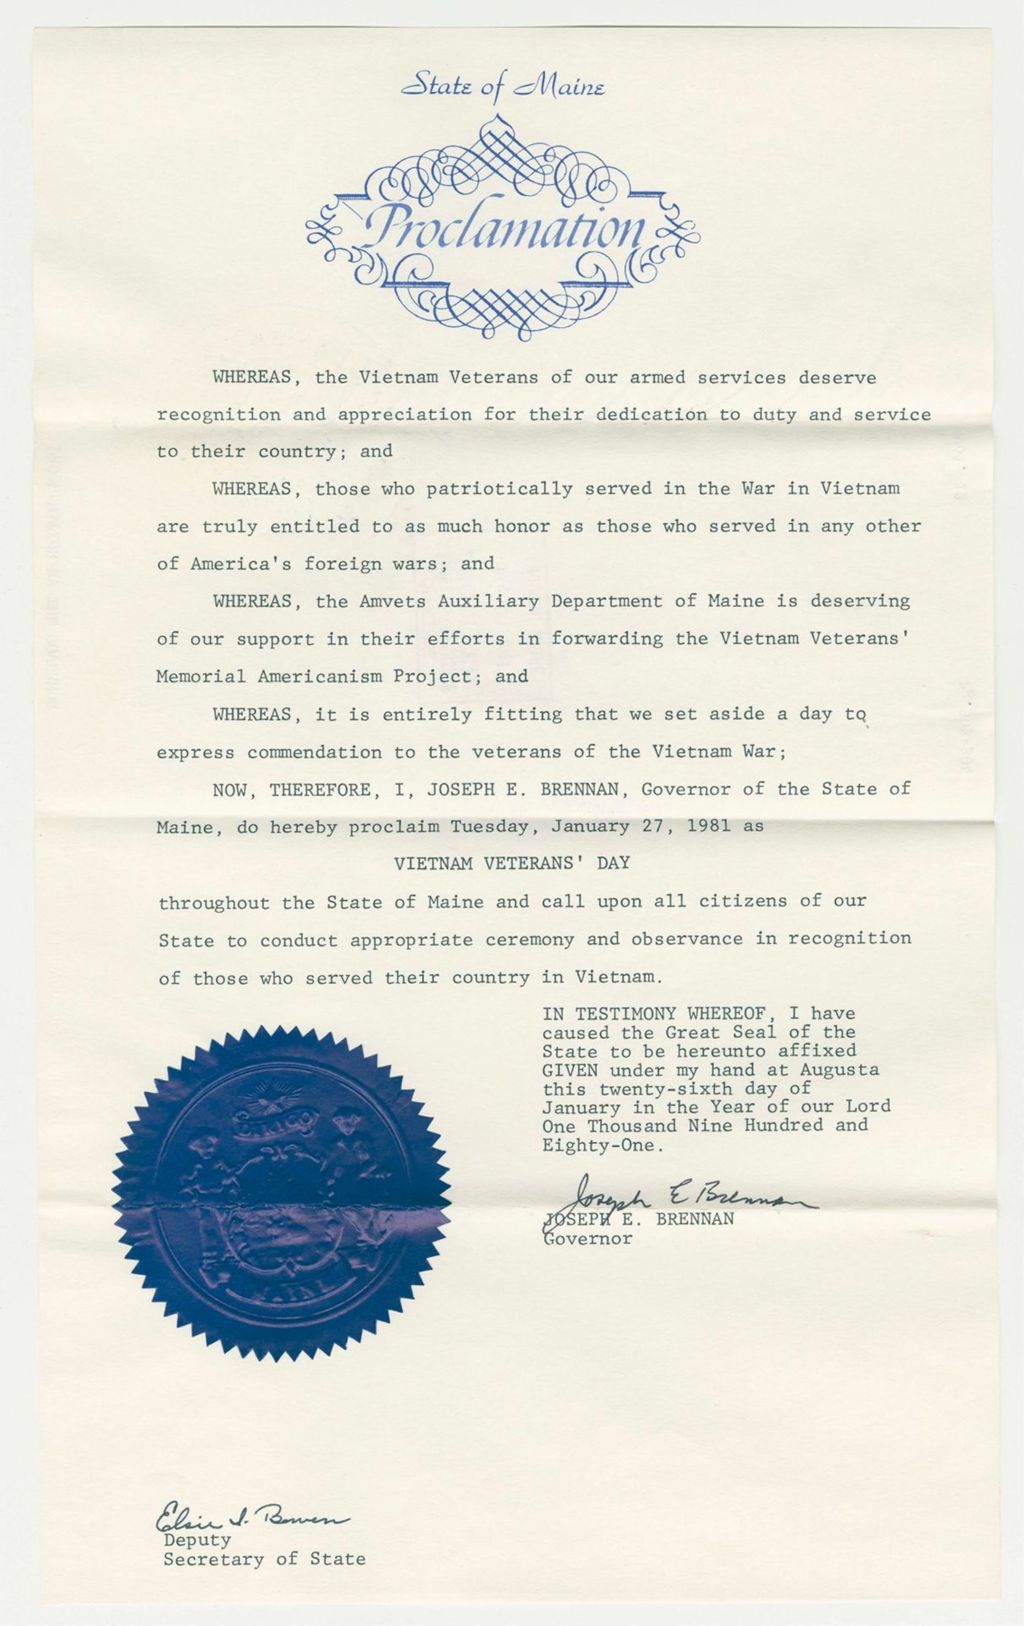 State of Maine
Proclamation
WHEREAS, the Vietnam Veterans of our armed services deserve
recognition and appreciation for their dedication to duty and service
to their country; and
WHEREAS, those who patriotically served in the War in Vietnam
are truly entitled to as much honor as those who served in any other
of America's foreign wars; and
WHEREAS, the Amvets Auxiliary Department of Maine is deserving
of our support in their efforts in forwarding the Vietnam Veterans'
Memorial Americanism Project; and
WHEREAS, it is entirely fitting that we set aside a day to
express commendation to the veterans of the Vietnam War;
NOW, THEREFORE, I, JOSEPH E. BRENNAN, Governor of the State of
Maine, do hereby proclaim Tuesday, January 27, 1981 as
VIETNAM VETERANS' DAY
throughout the State of Maine and call upon all citizens of our
State to conduct appropriate ceremony and observance in recognition
of those who served their country in Vietnam.
IN TESTIMONY WHEREOF, I have
caused the Great Seal of the
State to be hereunto affixed
GIVEN under my hand at Augusta
this twenty-sixth day of
January in the Year of our Lord
One Thousand Nine Hundred and
Eighty-One.
Joseph E Brennan
JOSEPH E. BRENNAN
Governor
DIRIGO
MAINE
Elsie I. Bowen
Deputy
Secretary of State